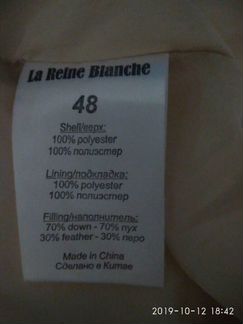 La Reine Blanche
48
Shell/верх:
100% polyester
100% полиэстер
Lining/подкладка:
100% polyester
100% полиэстер
Filling/наполнитель:
70% down - 70% пух
30% feather - 30% перо
Made in China
Сделано в Китае
2019-10-12 18:42